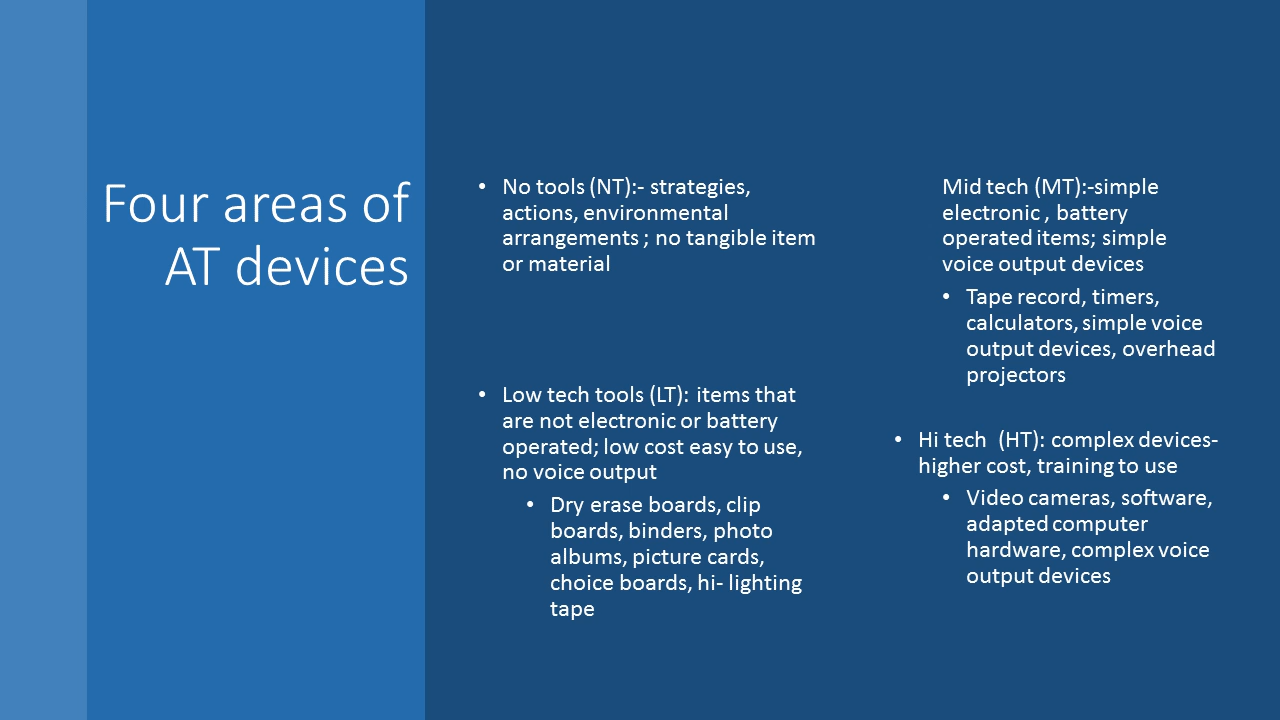 Four areas of
AT devices
• No tools (NT):- strategies,
actions, environmental
arrangements ; no tangible item
or material
• Low tech tools (LT): items that
are not electronic or battery
operated; low cost easy to use,
no voice output
• Dry erase boards, clip
boards, binders, photo
albums, picture cards,
choice boards, hi- lighting
tape
Mid tech (MT):-simple
electronic , battery
operated items; simple
voice output devices
• Tape record, timers,
calculators, simple voice
output devices, overhead
projectors
• Hi tech  (HT): complex devices-
higher cost, training to use
• Video cameras, software,
adapted computer
hardware, complex voice
output devices